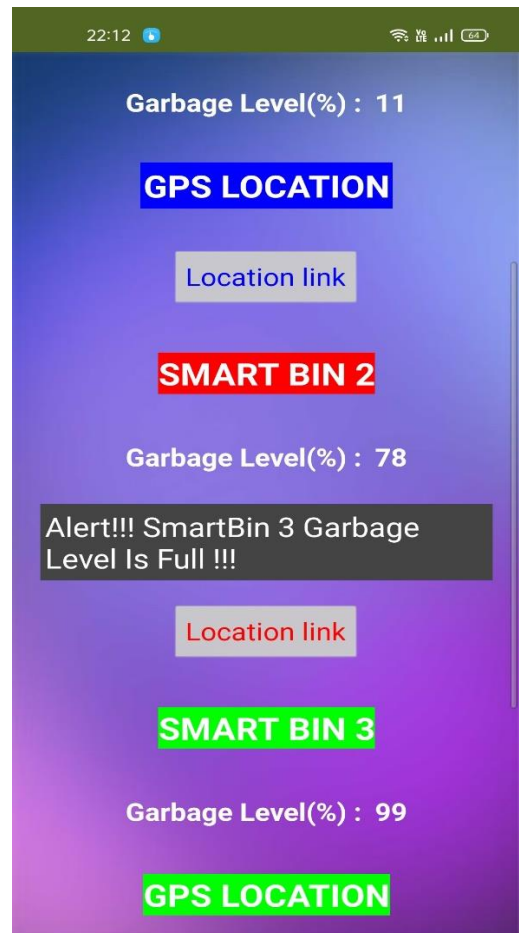 22:12
64
Garbage Level(%) : 11
GPS LOCATION
Location link
SMART BIN 2
Garbage Level(%) : 78
Alert!!! SmartBin 3 Garbage
Level Is Full !!!
Location link
SMART BIN 3
Garbage Level(%) : 99
GPS LOCATION